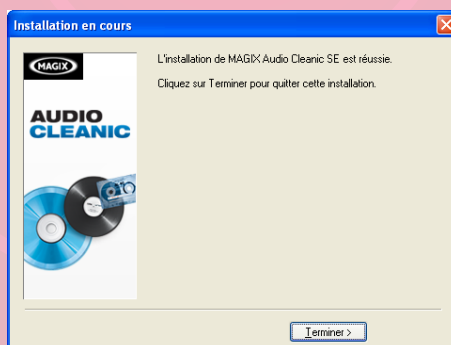 Installation en cours
MAGIX
AUDIO
CLEANIC
L'installation de MAGIX Audio Cleanic SE est réussie.
Cliquez sur Terminer pour quitter cette installation.
Terminer >